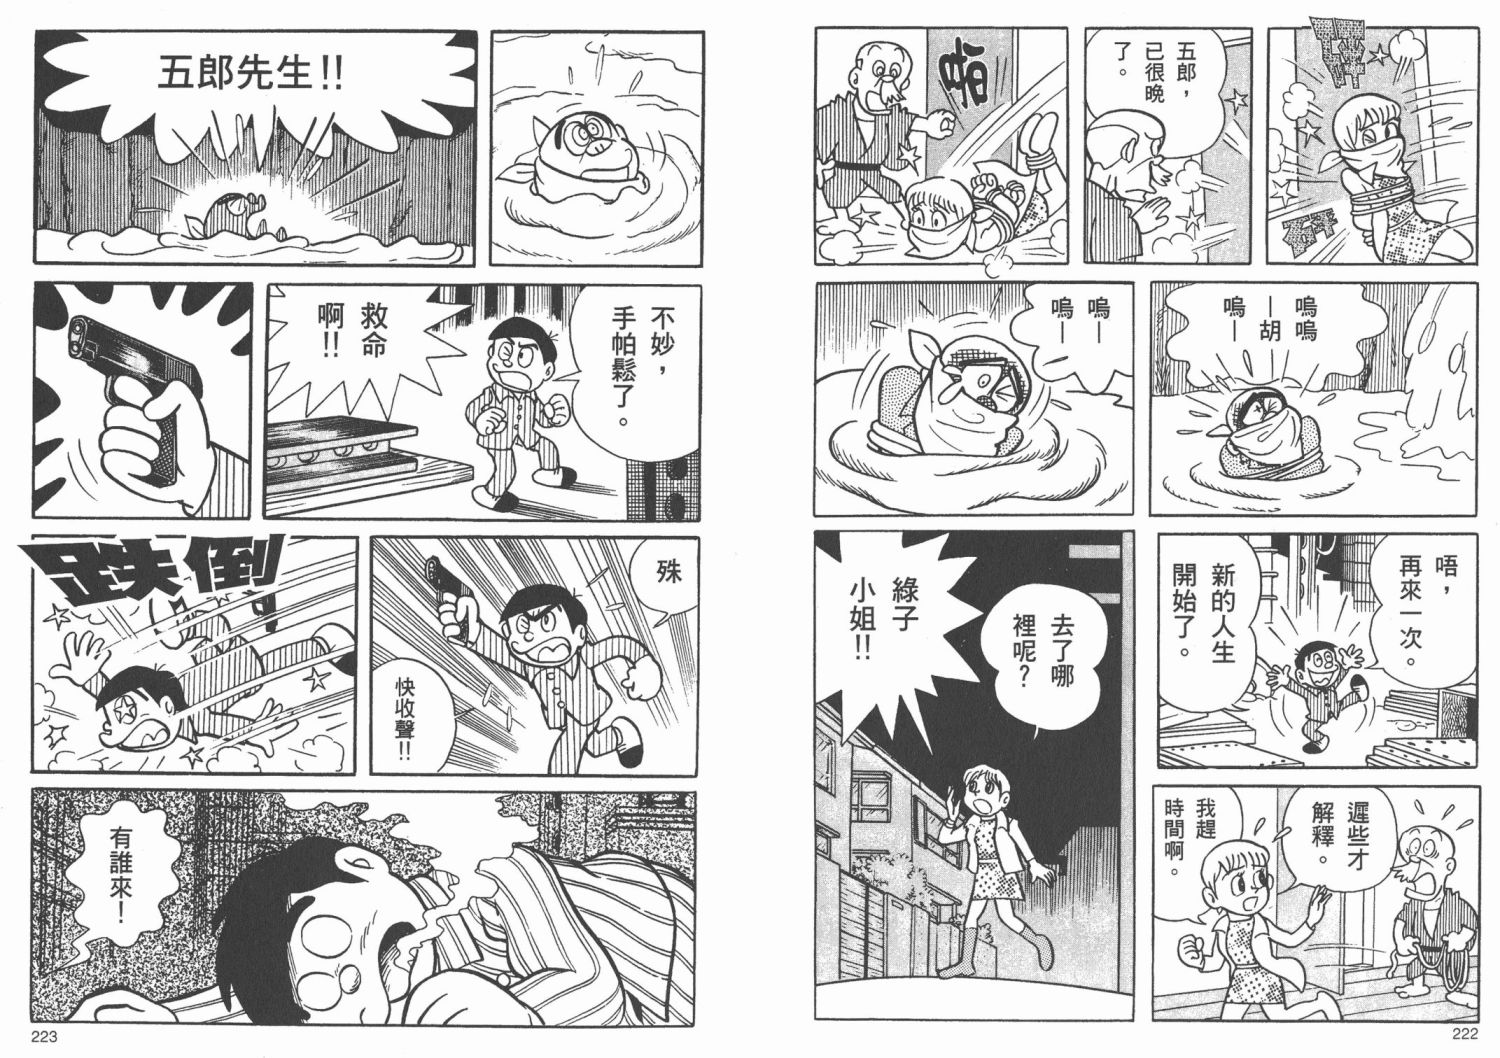 砰
五郎，
已很晚
了。
啪
嗚嗚
—胡
嗚—
嗚—
嗚—
唔，
再來一次。
新的人生
開始了。
遲些才
解釋。
我趕
時間啊。
去了哪
裡呢？
綠子
小姐!!
222
五郎先生!!
不妙，
手帕鬆了。
救命
啊!!
殊
快收聲!!
跌倒
有誰來！
223